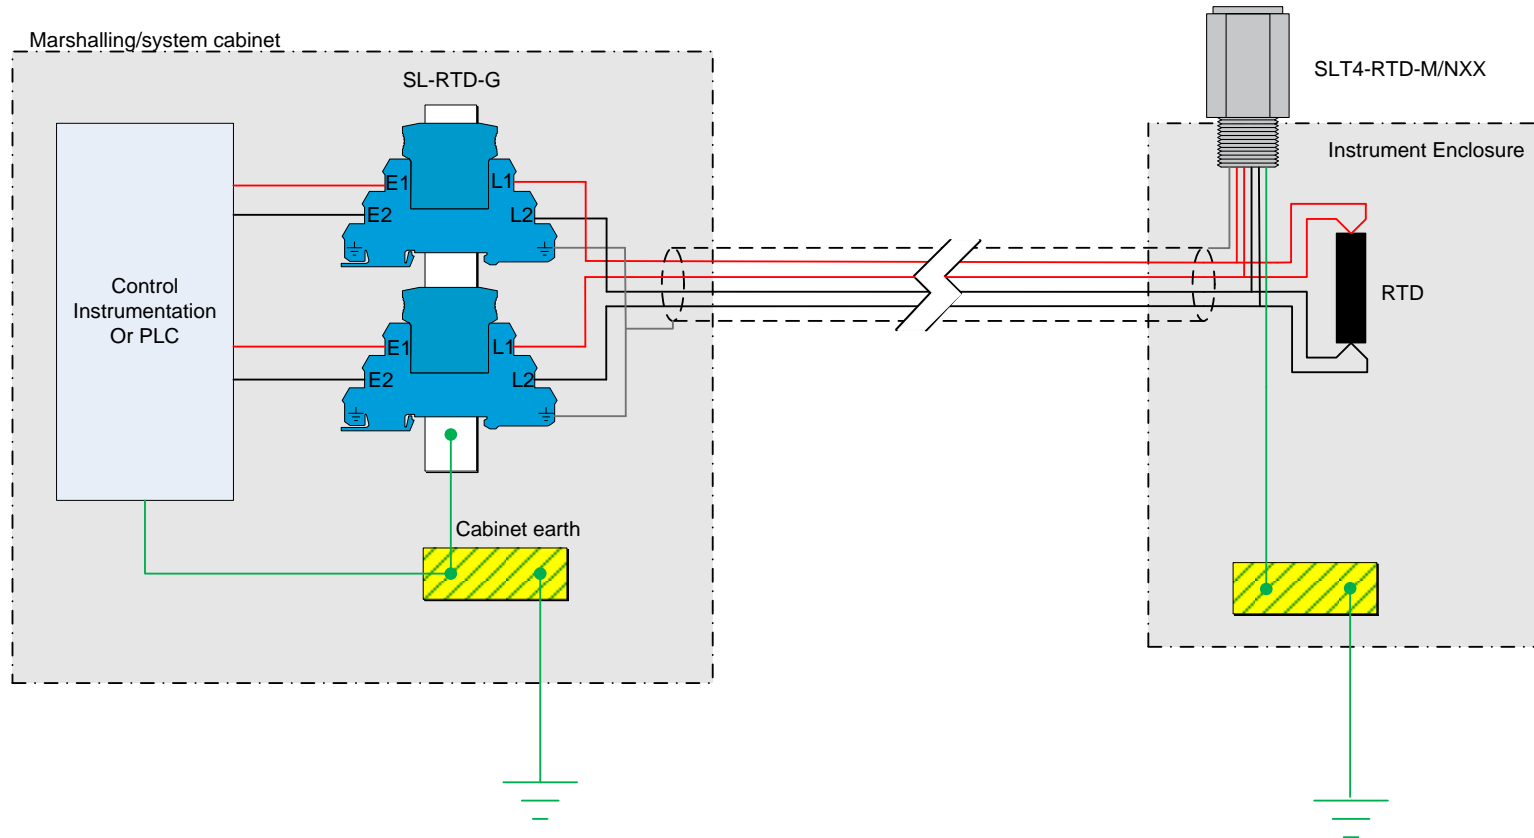 Marshalling/system cabinet
SL-RTD-G
SLT4-RTD-M/NXX
Instrument Enclosure
E1
L1
E2
L2
Control
Instrumentation
Or PLC
RTD
E1
L1
E2
L2
Cabinet earth